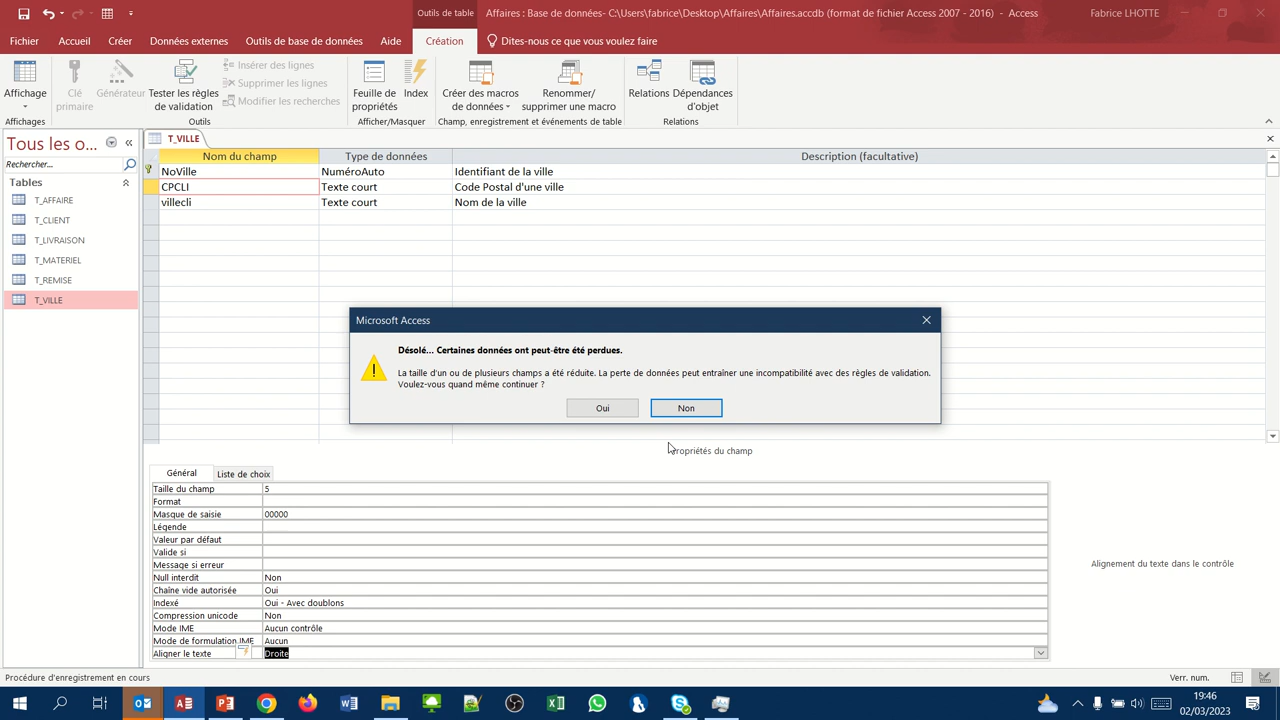 Outils de table
Affaires : Base de données- C:\Users\fabrice\Desktop\Affaires\Affaires.accdb (format de fichier Access 2007 - 2016) - Access
Fabrice LHOTTE
Fichier
Accueil
Créer
Données externes
Outils de base de données
Aide
Création
Dites-nous ce que vous voulez faire
Affichage
Clé primaire
Générateur
Tester les règles de validation
Insérer des lignes
Supprimer les lignes
Modifier les recherches
Feuille de propriétés
Index
Créer des macros de données
Renommer/ supprimer une macro
Relations
Dépendances d'objet
Affichages
Outils
Afficher/Masquer
Champ, enregistrement et événements de table
Relations
Tous les o...
Rechercher...
Tables
T_AFFAIRE
T_CLIENT
T_LIVRAISON
T_MATERIEL
T_REMISE
T_VILLE
T_VILLE
Nom du champ Type de données Description (facultative)
NoVille NuméroAuto Identifiant de la ville
CPCLI Texte court Code Postal d'une ville
villecli Texte court Nom de la ville
Microsoft Access
Désolé... Certaines données ont peut-être été perdues.
La taille d'un ou de plusieurs champs a été réduite. La perte de données peut entraîner une incompatibilité avec des règles de validation.
Voulez-vous quand même continuer ?
Oui Non
Propriétés du champ
Général Liste de choix
Taille du champ 5
Format
Masque de saisie 00000
Légende
Valeur par défaut
Valide si
Message si erreur
Null interdit Non
Chaîne vide autorisée Oui
Indexé Oui - Avec doublons
Compression unicode Non
Mode IME Aucun contrôle
Mode de formulation IME Aucun
Aligner le texte Droite
Alignement du texte dans le contrôle
Procédure d'enregistrement en cours
Verr. num.
19:46
02/03/2023